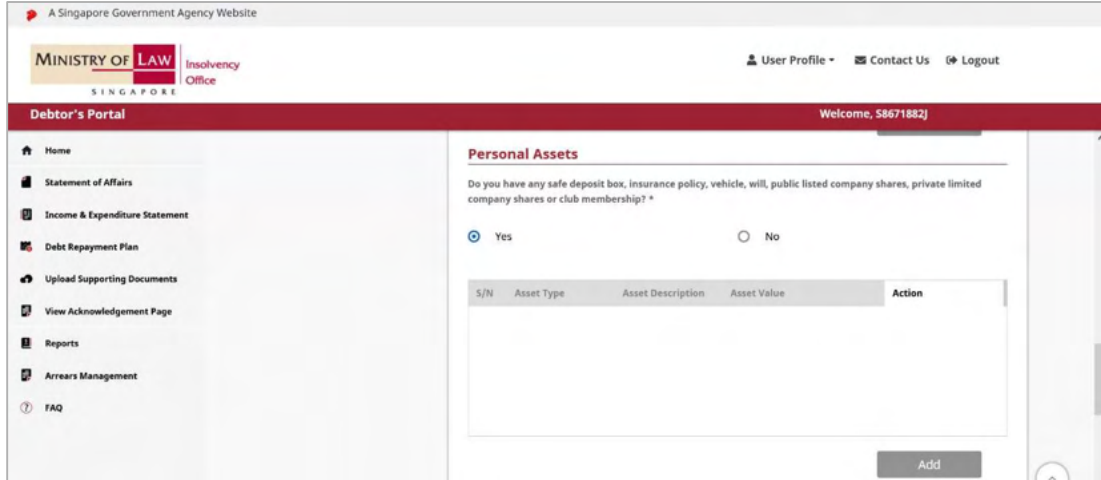 A Singapore Government Agency Website
MINISTRY OF LAW
SINGAPORE
Insolvency
Office
User Profile
Contact Us
Logout
Debtor's Portal
Welcome, S8671882J
Home
Statement of Affairs
Income & Expenditure Statement
Debt Repayment Plan
Upload Supporting Documents
View Acknowledgement Page
Reports
Arrears Management
FAQ
Personal Assets
Do you have any safe deposit box, insurance policy, vehicle, will, public listed company shares, private limited
company shares or club membership? *
Yes
No
S/N Asset Type Asset Description Asset Value Action
Add